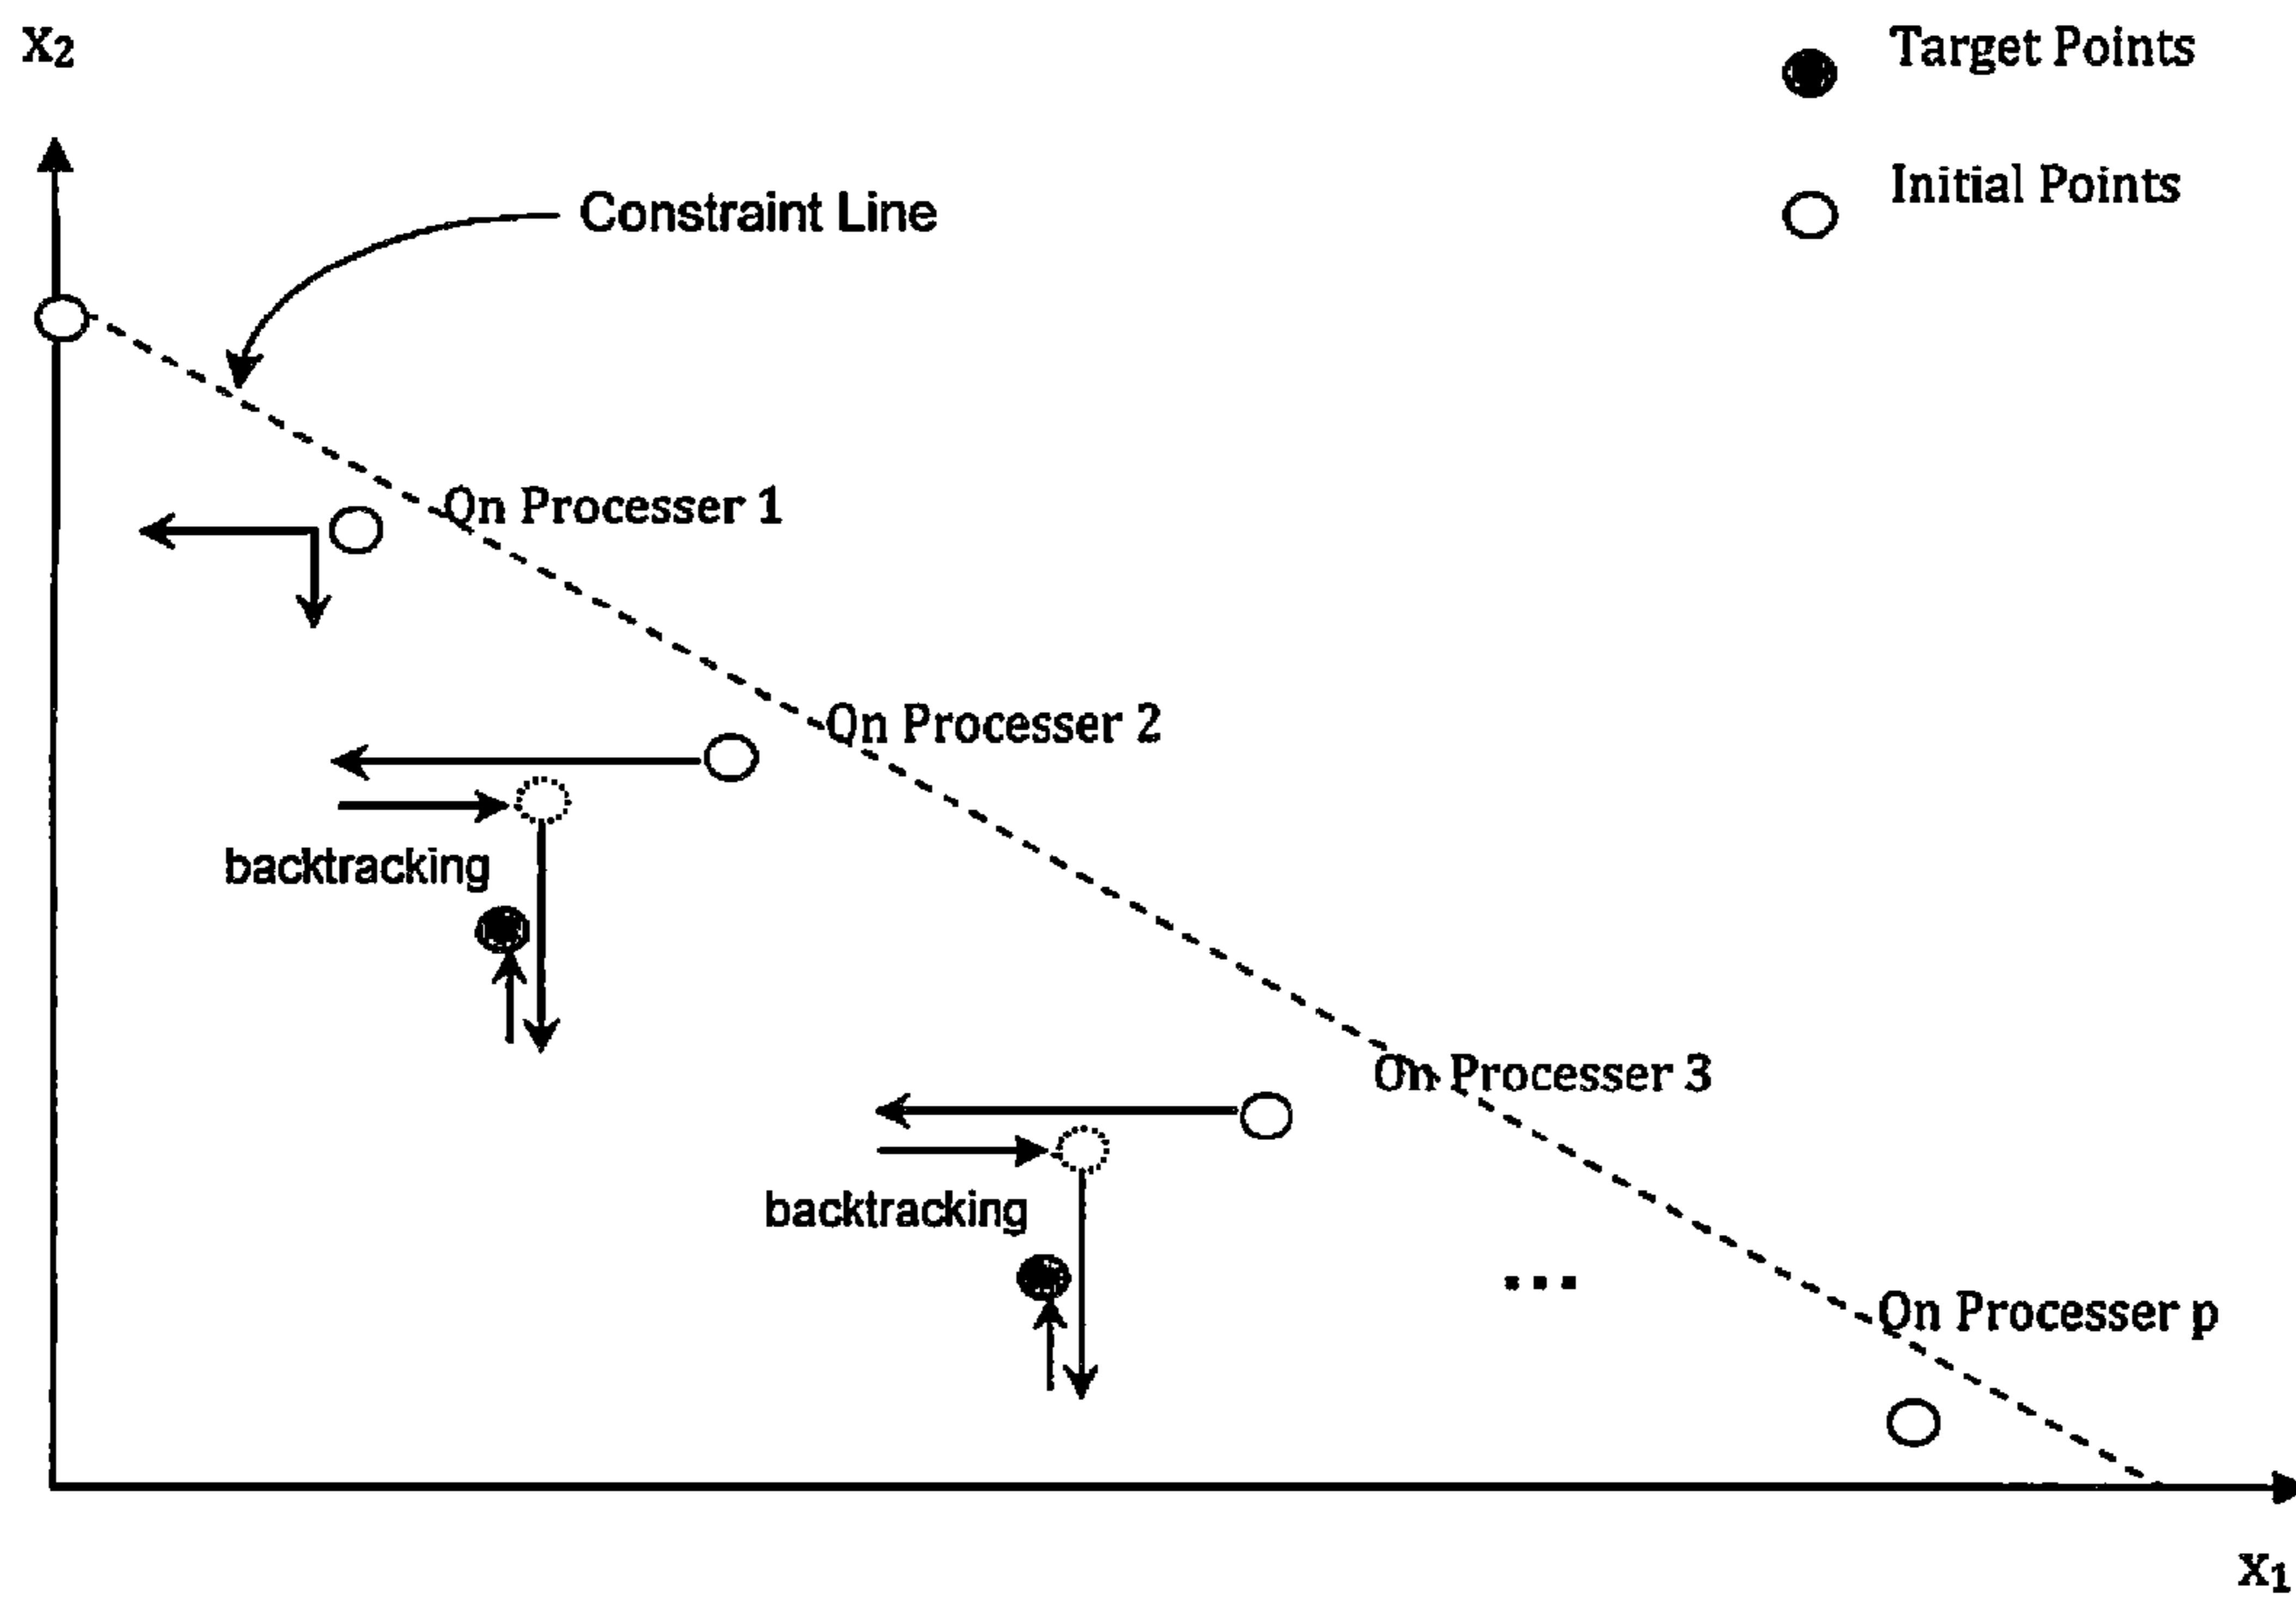 X2
Target Points
Initial Points
Constraint Line
On Processer 1
On Processer 2
backtracking
On Processer 3
backtracking
...
On Processer p
X1